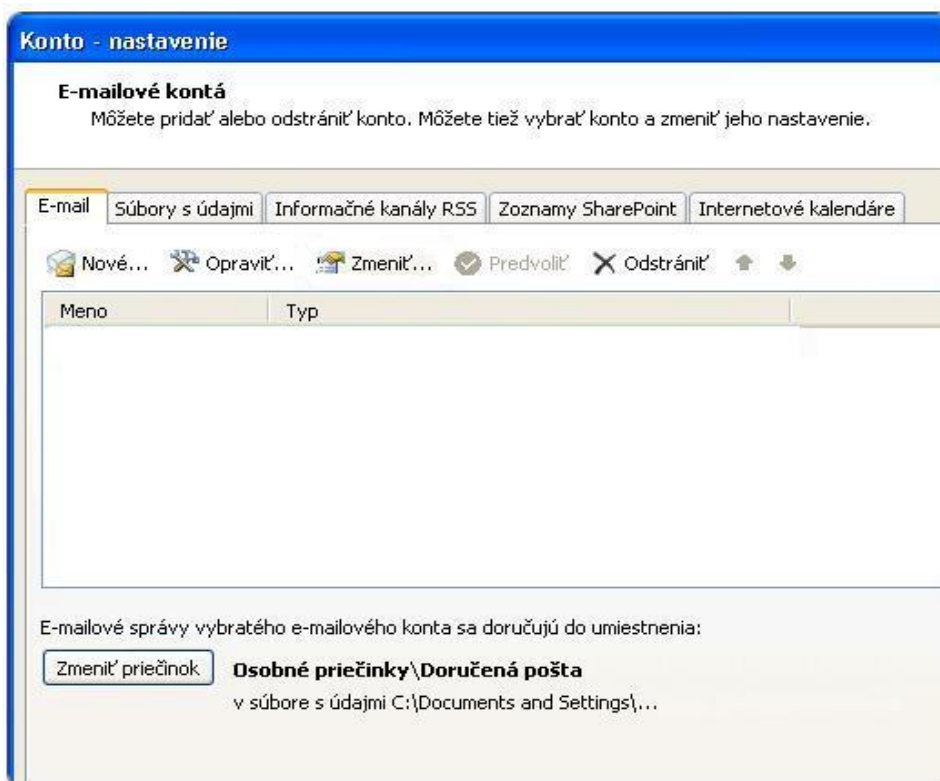 Konto - nastavenie
E-mailové kontá
Môžete pridať alebo odstrániť konto. Môžete tiež vybrať konto a zmeniť jeho nastavenie.
E-mail Súbory s údajmi Informačné kanály RSS Zoznamy SharePoint Internetové kalendáre
Nové... Opraviť... Zmeniť... Predvoliť Odstrániť
Meno Typ
E-mailové správy vybratého e-mailového konta sa doručujú do umiestnenia:
Zmeniť priečinok Osobné priečinky\Doručená pošta
v súbore s údajmi C:\Documents and Settings\...